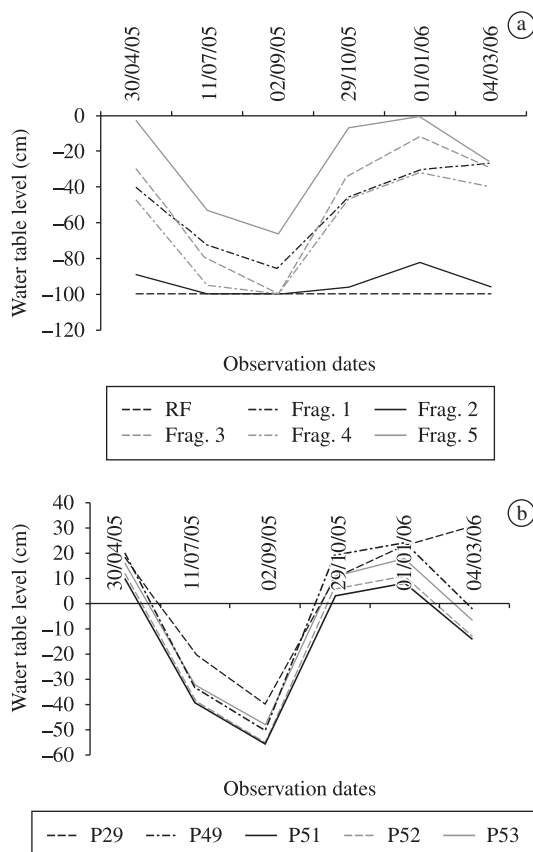 a
30/04/05 11/07/05 02/09/05 29/10/05 01/01/06 04/03/06
Water table level (cm)
0
−20
−40
−60
−80
−100
−120
Observation dates
RF Frag. 1 Frag. 2
Frag. 3 Frag. 4 Frag. 5
b
Water table level (cm)
40
30
20
10
0
−10
−20
−30
−40
−50
−60
30/04/05 11/07/05 02/09/05 29/10/05 01/01/06 04/03/06
Observation dates
P29 P49 P51 P52 P53